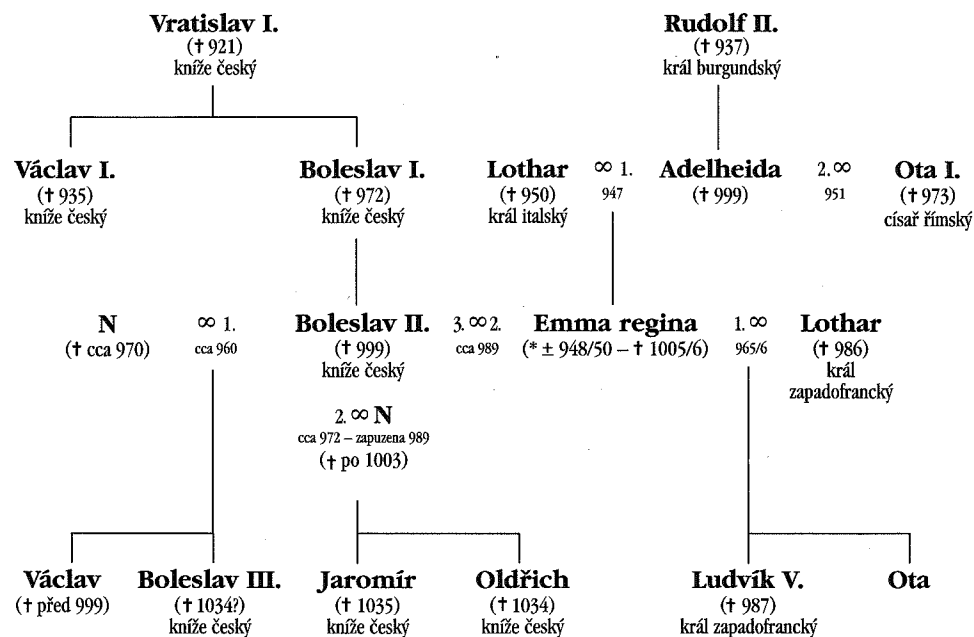 Vratislav I.
(† 921)
kníže český
Rudolf II.
(† 937)
král burgundský
Václav I.
(† 935)
kníže český
Boleslav I.
(† 972)
kníže český
Lothar
(† 950)
král italský
∞ 1.
947
Adelheida
(† 999)
2. ∞
951
Ota I.
(† 973)
císař římský
N
(† cca 970)
∞ 1.
cca 960
Boleslav II.
(† 999)
kníže český
3. ∞ 2.
cca 989
Emma regina
(* ± 948/50 – † 1005/6)
1. ∞
965/6
Lothar
(† 986)
král
zapadofrancký
2. ∞ N
cca 972 – zapuzena 989
(† po 1003)
Václav
(† před 999)
Boleslav III.
(† 1034?)
kníže český
Jaromír
(† 1035)
kníže český
Oldřich
(† 1034)
kníže český
Ludvík V.
(† 987)
král zapadofrancký
Ota